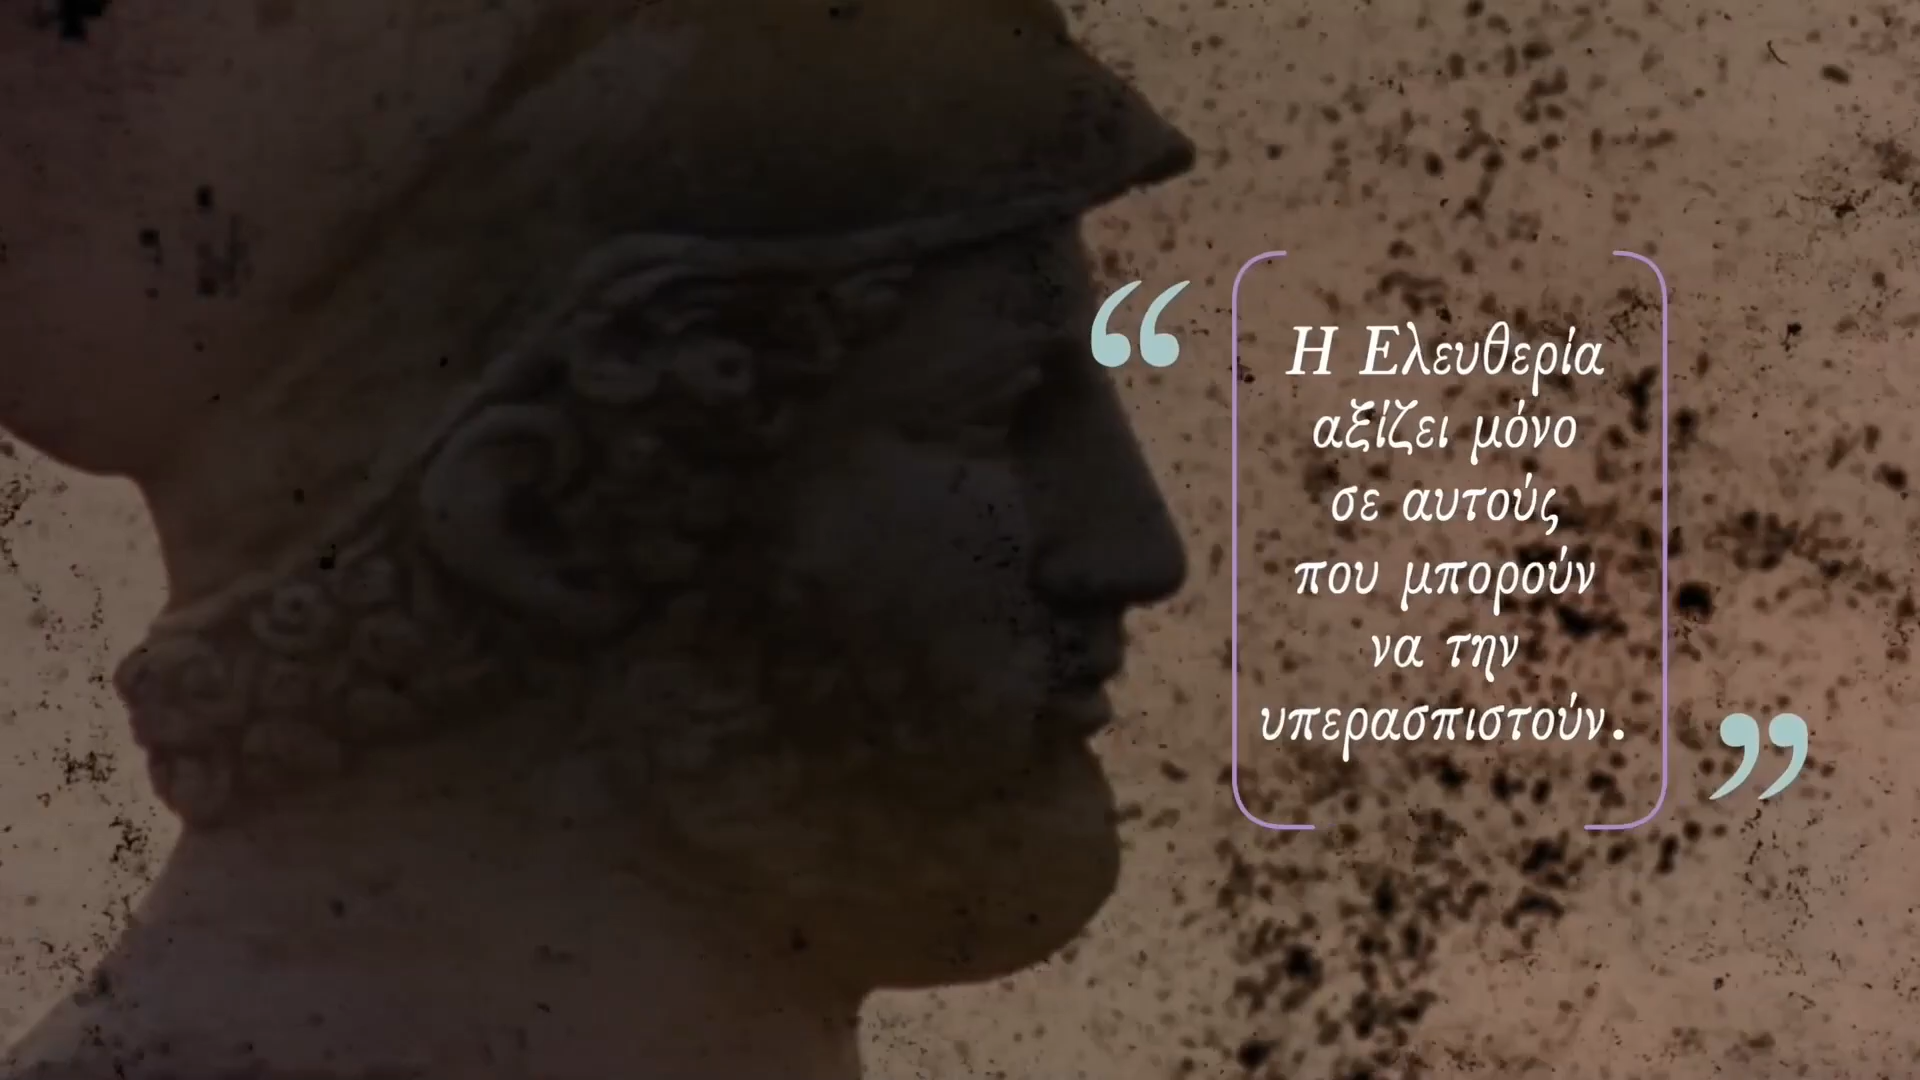 “
Η Ελευθερία
αξίζει μόνο
σε αυτούς
που μπορούν
να την
υπερασπιστούν.
”